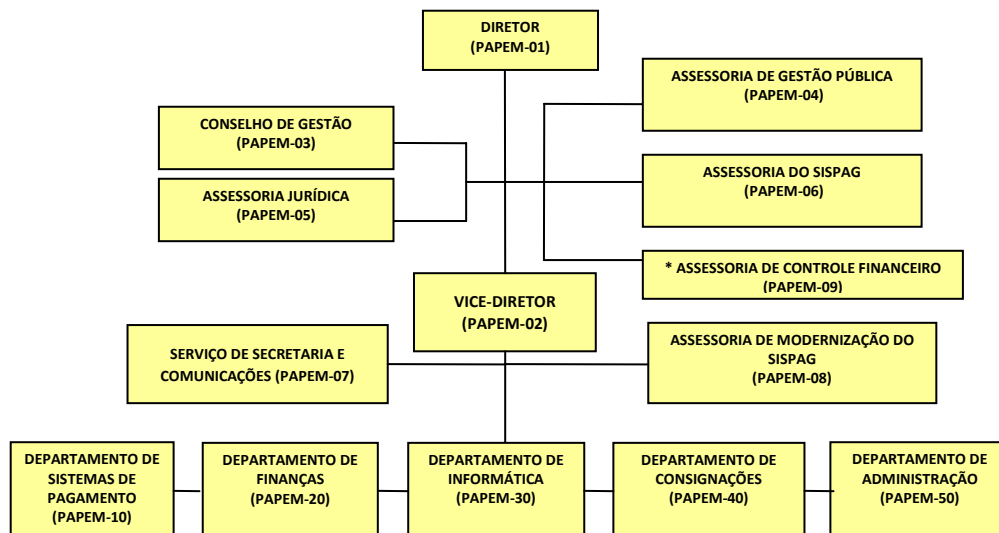 DIRETOR
(PAPEM-01)
ASSESSORIA DE GESTÃO PÚBLICA
(PAPEM-04)
CONSELHO DE GESTÃO
(PAPEM-03)
ASSESSORIA DO SISPAG
(PAPEM-06)
ASSESSORIA JURÍDICA
(PAPEM-05)
* ASSESSORIA DE CONTROLE FINANCEIRO
(PAPEM-09)
VICE-DIRETOR
(PAPEM-02)
SERVIÇO DE SECRETARIA E
COMUNICAÇÕES (PAPEM-07)
ASSESSORIA DE MODERNIZAÇÃO DO
SISPAG
(PAPEM-08)
DEPARTAMENTO DE
SISTEMAS DE
PAGAMENTO
(PAPEM-10)
DEPARTAMENTO DE
FINANÇAS
(PAPEM-20)
DEPARTAMENTO DE
INFORMÁTICA
(PAPEM-30)
DEPARTAMENTO DE
CONSIGNAÇÕES
(PAPEM-40)
DEPARTAMENTO DE
ADMINISTRAÇÃO
(PAPEM-50)